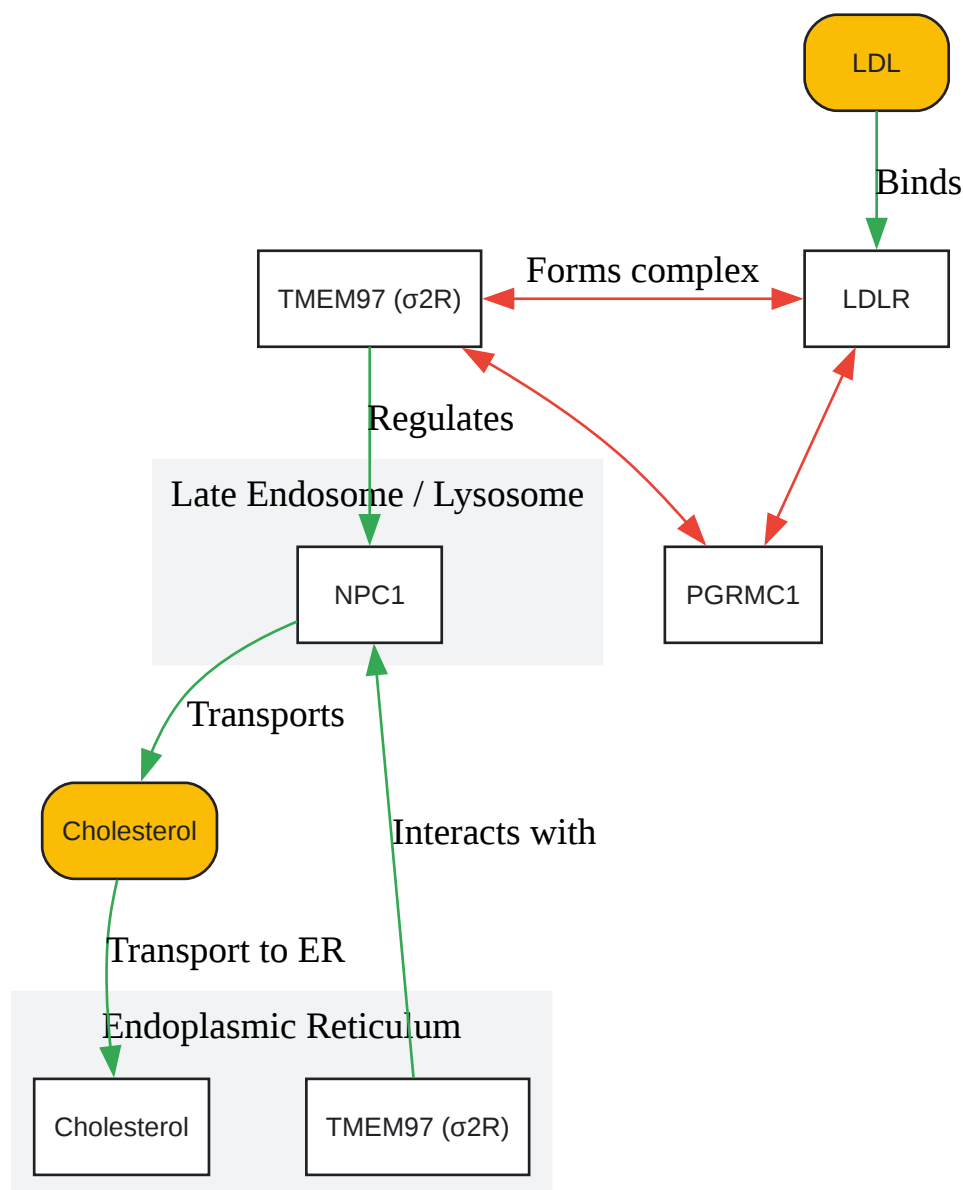 LDL
Binds
Forms complex
TMEM97 (σ2R)
LDLR
Regulates
Late Endosome / Lysosome
NPC1
PGRMC1
Transports
Cholesterol
Interacts with
Transport to ER
Endoplasmic Reticulum
Cholesterol
TMEM97 (σ2R)